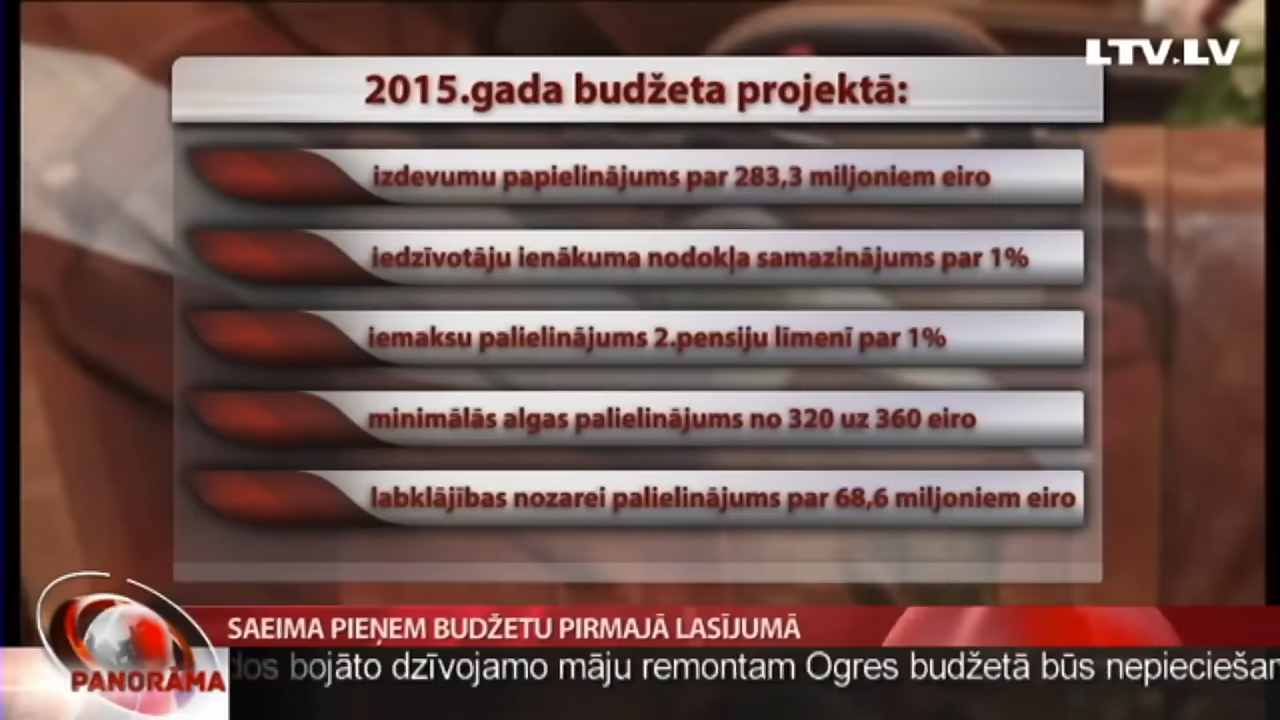 LTV.LV
2015.gada budžeta projektā:
izdevumu papielinājums par 283,3 miljoniem eiro
iedzīvotāju ienākuma nodokļa samazinājums par 1%
iemaksu palielinājums 2.pensiju līmenī par 1%
minimālās algas palielinājums no 320 uz 360 eiro
labklājības nozarei palielinājums par 68,6 miljoniem eiro
SAEIMA PIEŅEM BUDŽETU PIRMAJĀ LASĪJUMĀ
bojāto dzīvojamo māju remontam Ogres budžetā būs
PANORĀMA